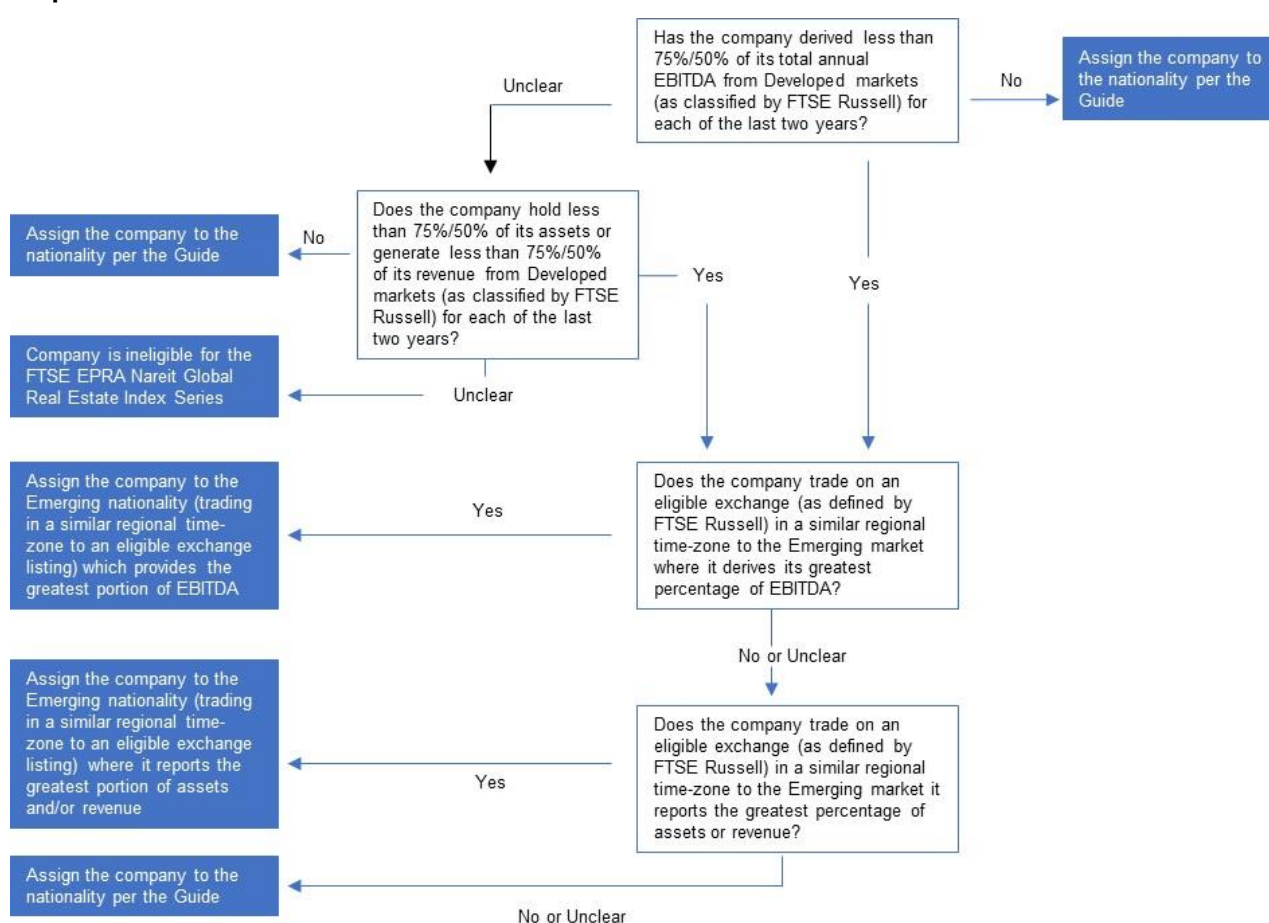 Has the company derived less than
75%/50% of its total annual
EBITDA from Developed markets
(as classified by FTSE Russell) for
each of the last two years?
No
Assign the company to
the nationality per the
Guide
Unclear
Does the company hold less
than 75%/50% of its assets or
generate less than 75%/50%
of its revenue from Developed
markets (as classified by FTSE
Russell) for each of the last
two years?
No
Assign the company to the
nationality per the Guide
Yes
Yes
Unclear
Company is ineligible for the
FTSE EPRA Nareit Global
Real Estate Index Series
Does the company trade on an
eligible exchange (as defined by
FTSE Russell) in a similar regional
time-zone to the Emerging market
where it derives its greatest
percentage of EBITDA?
Yes
Assign the company to the
Emerging nationality (trading
in a similar regional time-
zone to an eligible exchange
listing) which provides the
greatest portion of EBITDA
No or Unclear
Does the company trade on an
eligible exchange (as defined by
FTSE Russell) in a similar regional
time-zone to the Emerging market it
reports the greatest percentage of
assets or revenue?
Yes
Assign the company to the
Emerging nationality (trading
in a similar regional time-
zone to an eligible exchange
listing) where it reports the
greatest portion of assets
and/or revenue
No or Unclear
Assign the company to the
nationality per the Guide